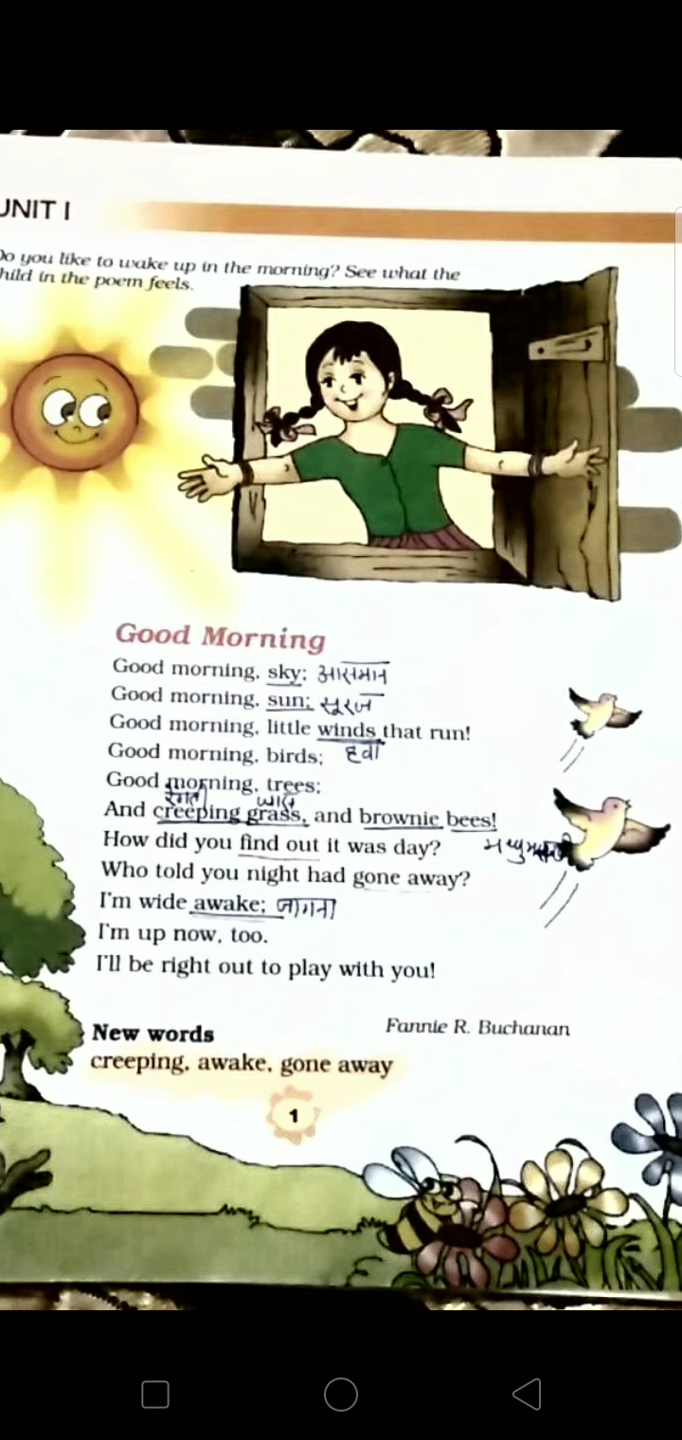 UNIT I
Do you like to wake up in the morning? See what the
child in the poem feels.
Good Morning
Good morning, sky; आसमान
Good morning, sun; सूरज
Good morning, little winds that run!
Good morning, birds; हवा
Good morning, trees;
घास
And creeping grass, and brownie bees!
How did you find out it was day?
Who told you night had gone away?
I'm wide awake; जागना
I'm up now, too.
I'll be right out to play with you!
Fannie R. Buchanan
New words
creeping, awake, gone away
1